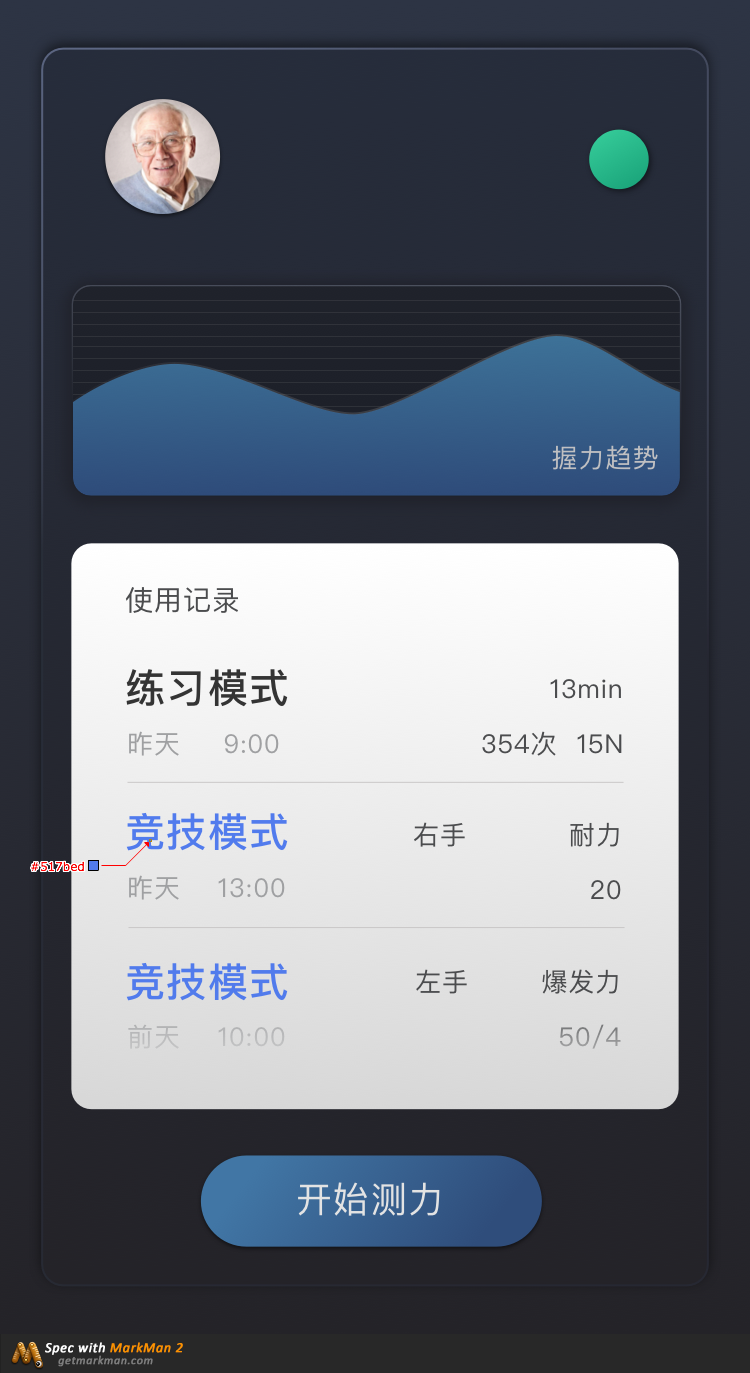 握力趋势
使用记录
练习模式 13min
昨天 9:00 354次 15N
竞技模式 右手 耐力
#517bed
昨天 13:00 20
竞技模式 左手 爆发力
前天 10:00 50/4
开始测力
Spec with MarkMan 2
getmarkman.com